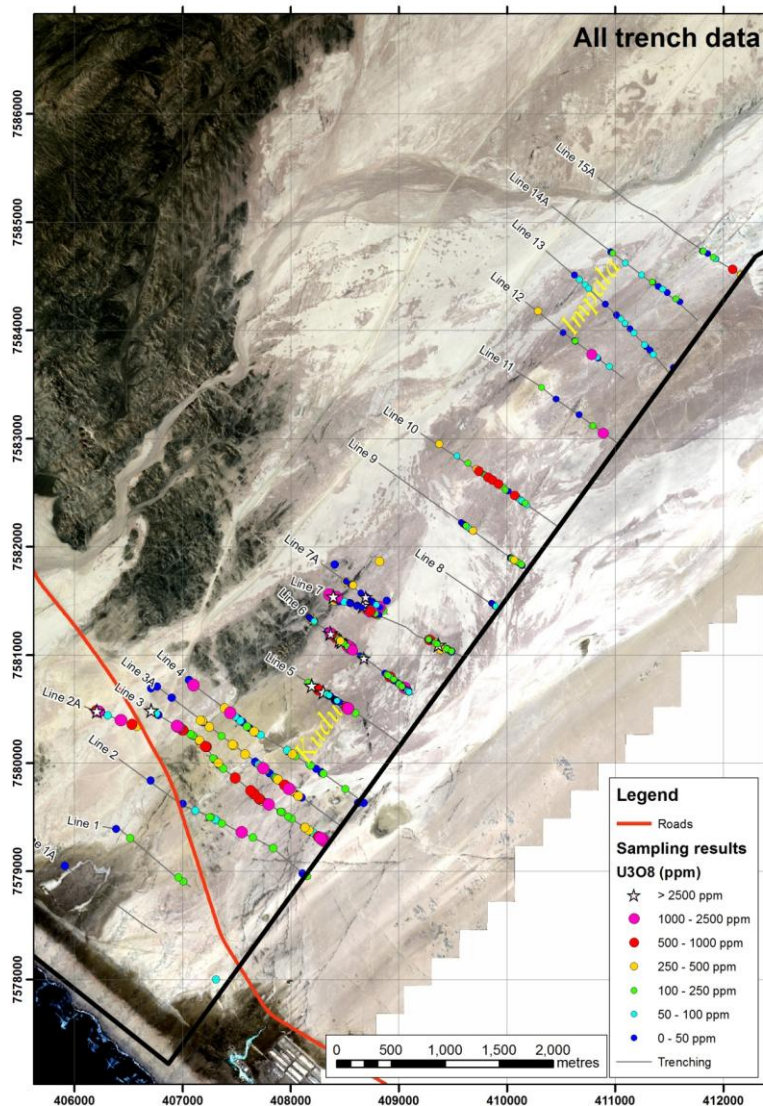 All trench data
7586000
7585000
7584000
7583000
7582000
7581000
7580000
7579000
7578000
Line 15A
Line 14A
Line 13
Line 12
Line 11
Impala
Line 10
Line 9
Line 8
Line 7A
Line 7
Line 6
Line 5
Kudu
Line 4
Line 3A
Line 3
Line 2A
Line 2
Line 1
ne 1A
Legend
Roads
Sampling results
U3O8 (ppm)
> 2500 ppm
1000 - 2500 ppm
500 - 1000 ppm
250 - 500 ppm
100 - 250 ppm
50 - 100 ppm
0 - 50 ppm
Trenching
0 500 1,000 1,500 2,000
metres
406000 407000 408000 409000 410000 411000 412000